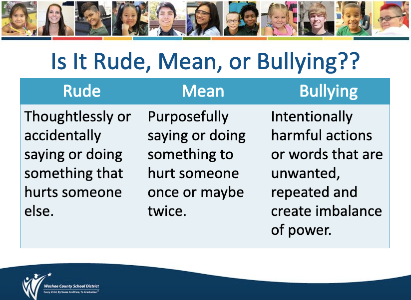 Is It Rude, Mean, or Bullying??
Rude
Mean
Bullying
Thoughtlessly or
accidentally
saying or doing
something that
hurts someone
else.
Purposefully
saying or doing
something to
hurt someone
once or maybe
twice.
Intentionally
harmful actions
or words that are
unwanted,
repeated and
create imbalance
of power.
Washoe County School District